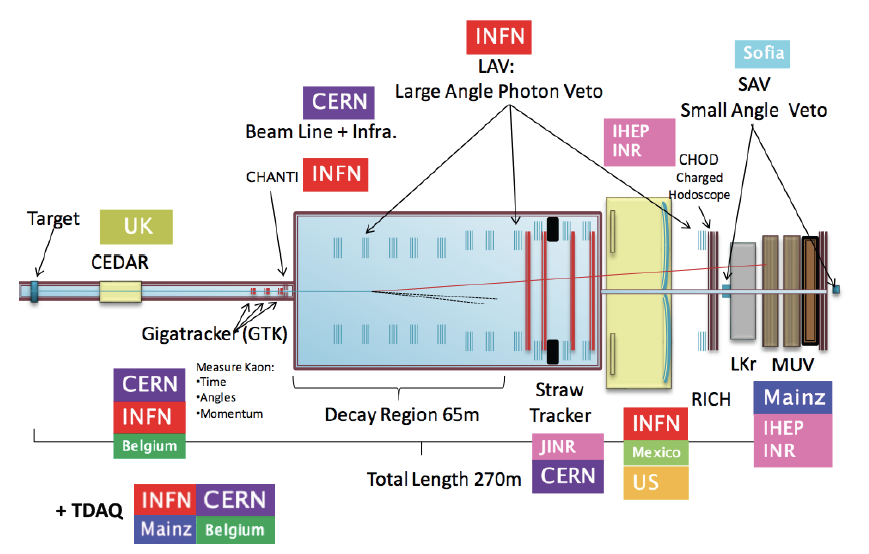 INFN
LAV:
Large Angle Photon Veto
Sofia
SAV
Small Angle Veto
CERN
Beam Line + Infra.
IHEP
INR
CHOD
Charged
Hodoscope
CHANTI
INFN
Target
UK
CEDAR
Gigatracker (GTK)
Measure Kaon:
•Time
•Angles
•Momentum
CERN
INFN
Belgium
Decay Region 65m
Straw
Tracker
JINR
CERN
RICH
INFN
Mexico
US
LKr
MUV
Mainz
IHEP
INR
Total Length 270m
+ TDAQ
INFN CERN
Mainz Belgium